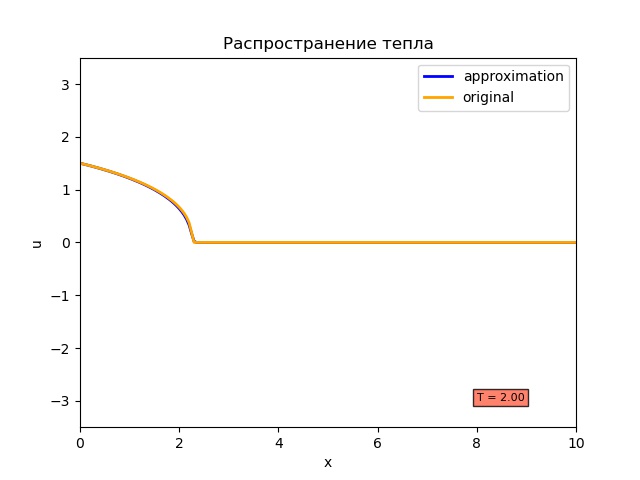 Распространение тепла
approximation
original
3
2
1
0
−1
−2
−3
u
T = 2.00
0 2 4 6 8 10
x